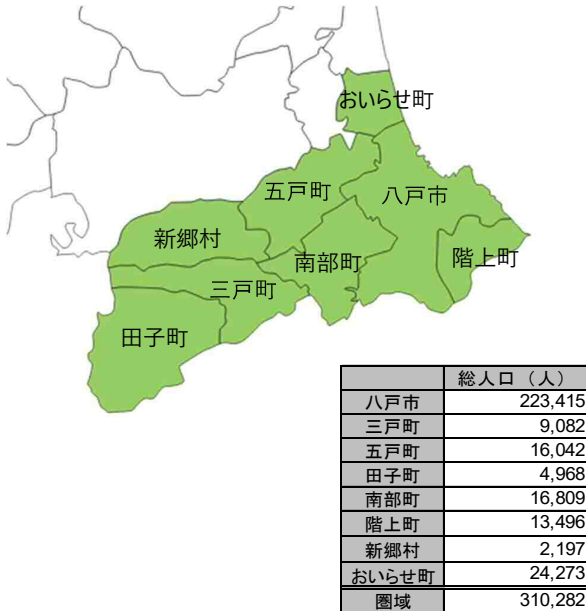 おいらせ町
五戸町
八戸市
新郷村
南部町
階上町
三戸町
田子町
総人口（人）
八戸市 223,415
三戸町 9,082
五戸町 16,042
田子町 4,968
南部町 16,809
階上町 13,496
新郷村 2,197
おいらせ町 24,273
圏域 310,282